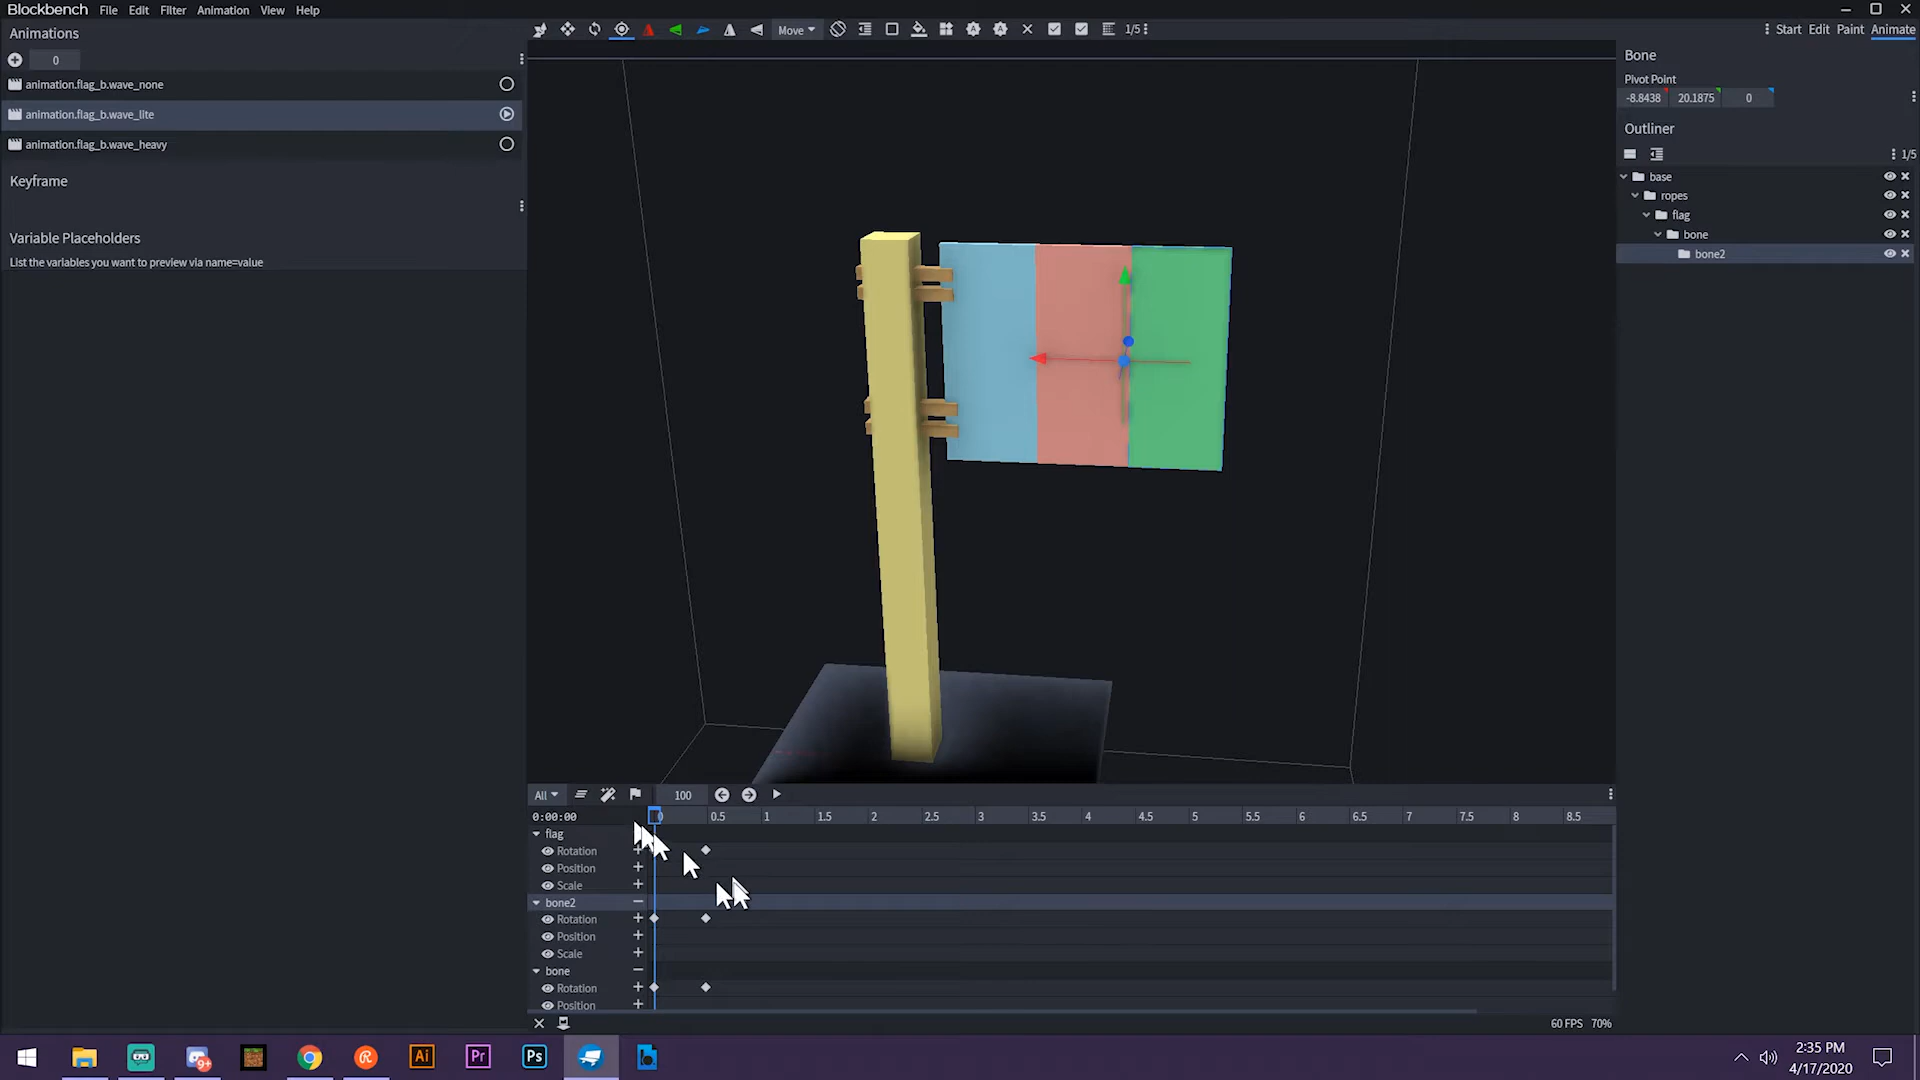 Blockbench File Edit Filter Animation View Help
Animations
0
animation.flag_b.wave_none
animation.flag_b.wave_lite
animation.flag_b.wave_heavy
Keyframe
Variable Placeholders
List the variables you want to preview via name=value
Move
1/5
Start Edit Paint Animate
Bone
Pivot Point
-8.8438 20.1875 0
Outliner
1/5
base
ropes
flag
bone
bone2
All 100
0:00:00 0 0.5 1 1.5 2 2.5 3 3.5 4 4.5 5 5.5 6 6.5 7 7.5 8 8.5
flag
Rotation
Position
Scale
bone2
Rotation
Position
Scale
bone
Rotation
Position
60 FPS 70%
9+
Ai
Pr
Ps
2:35 PM
4/17/2020